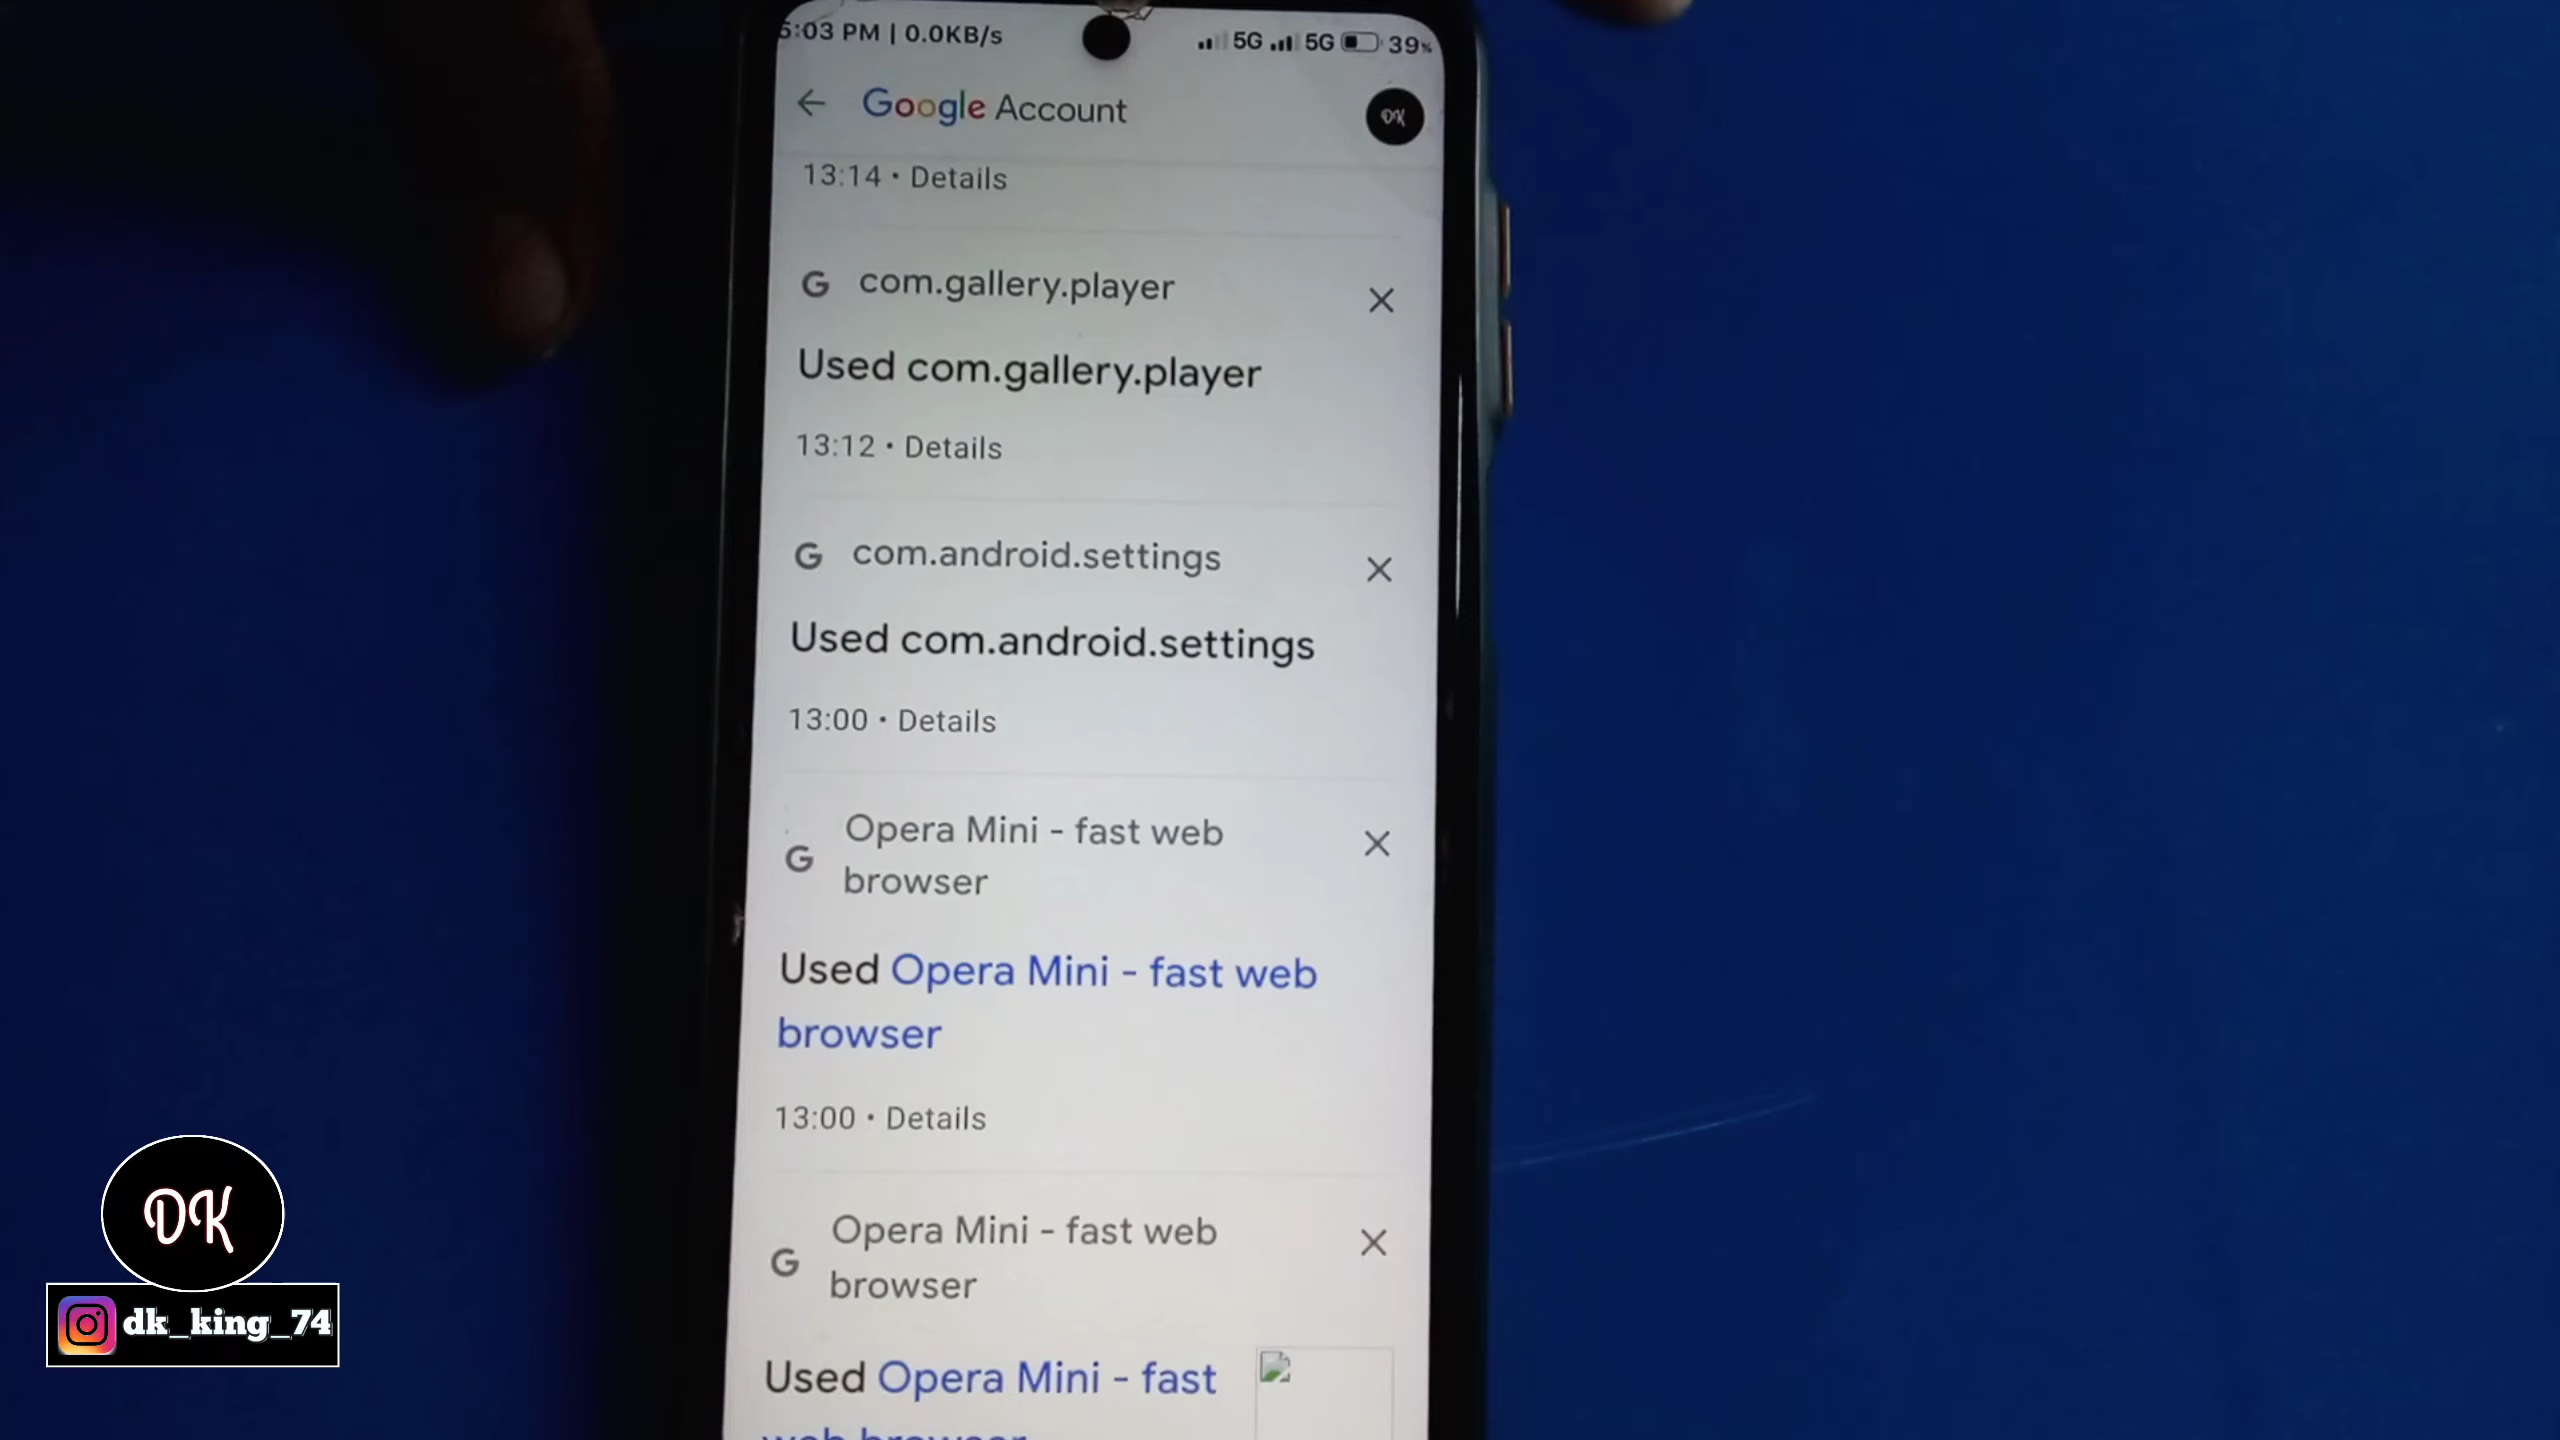 5:03 PM | 0.0KB/s 5G 5G 39%
Google Account DK
13:14 • Details
G com.gallery.player
Used com.gallery.player
13:12 • Details
G com.android.settings
Used com.android.settings
13:00 • Details
G Opera Mini - fast web
browser
Used Opera Mini - fast web
browser
13:00 • Details
G Opera Mini - fast web
browser
Used Opera Mini - fast
web browser
DK
dk_king_74